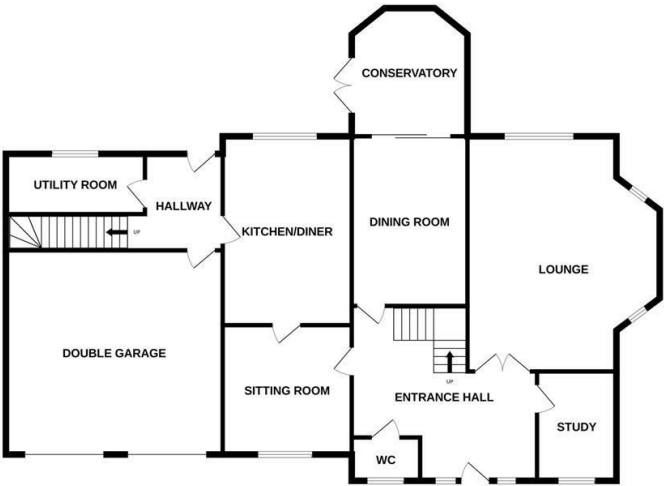 CONSERVATORY
UTILITY ROOM
HALLWAY
UP
KITCHEN/DINER
DINING ROOM
LOUNGE
DOUBLE GARAGE
SITTING ROOM
UP
ENTRANCE HALL
STUDY
WC